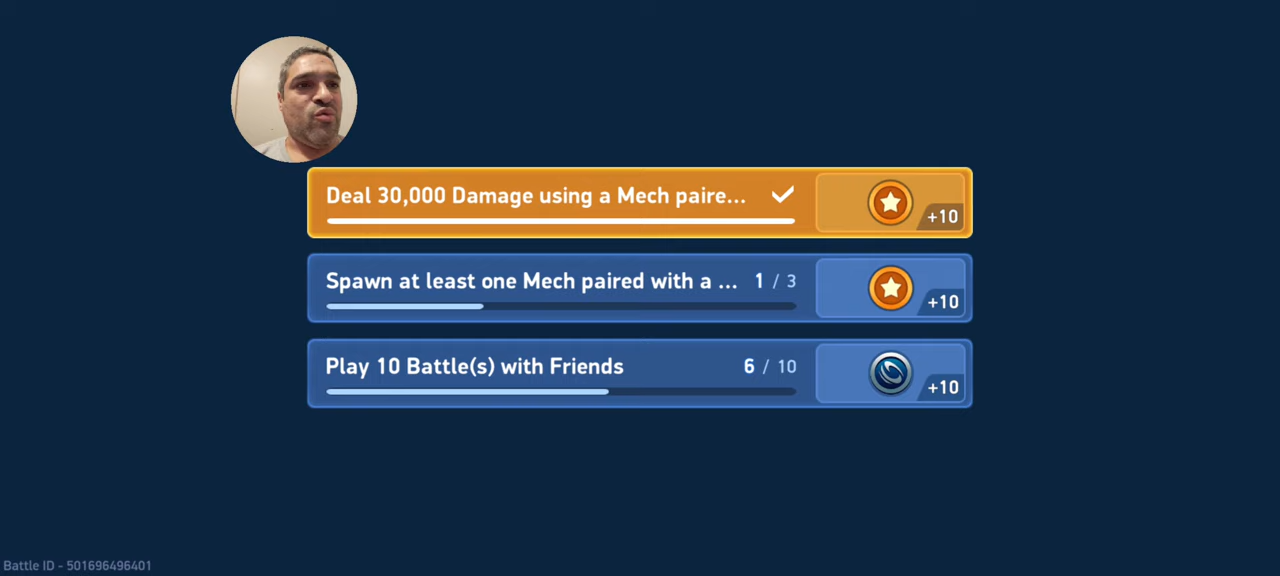 Deal 30,000 Damage using a Mech paire...
+10
Spawn at least one Mech paired with a ... 1 / 3
+10
Play 10 Battle(s) with Friends 6 / 10
+10
Battle ID - 501696496401